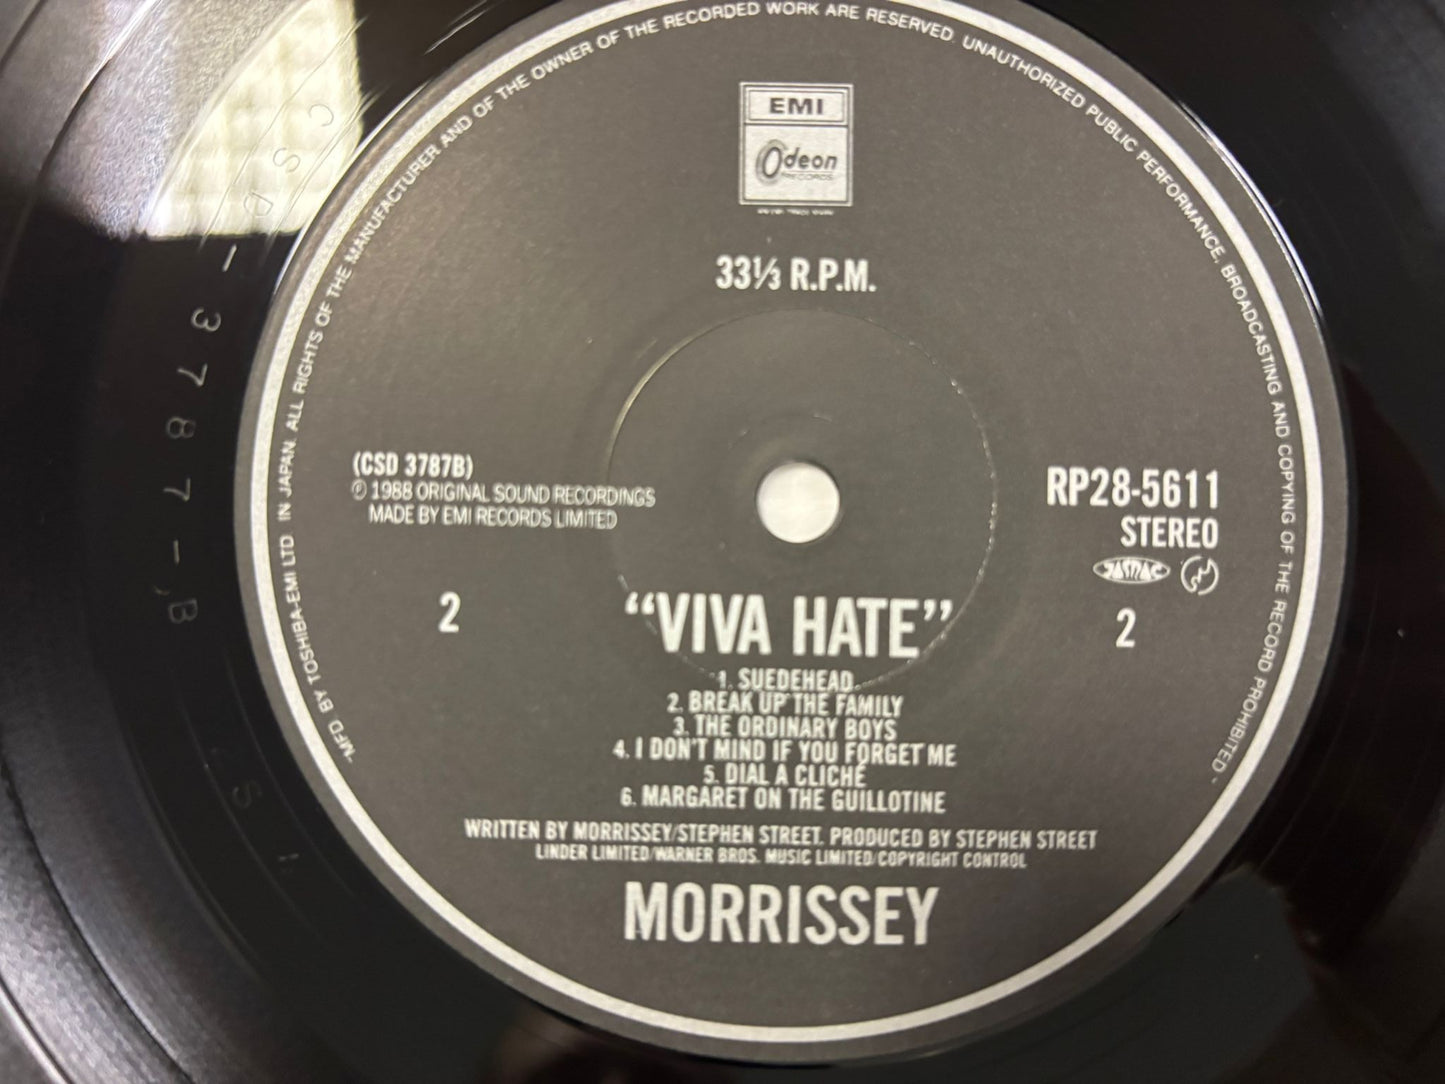 "MFD. BY TOSHIBA-EMI LTD. IN JAPAN. ALL RIGHTS OF THE MANUFACTURER AND OF THE OWNER OF THE RECORDED WORK ARE RESERVED. UNAUTHORIZED PUBLIC PERFORMANCE, BROADCASTING AND COPYING OF THE RECORD PROHIBITED"
EMI
Odeon
RECORDS
33⅓ R.P.M.
(CSD 3787B)
℗ 1988 ORIGINAL SOUND RECORDINGS
MADE BY EMI RECORDS LIMITED
RP28-5611
STEREO
JASRAC
2
"VIVA HATE"
2
1. SUEDEHEAD
2. BREAK UP THE FAMILY
3. THE ORDINARY BOYS
4. I DON'T MIND IF YOU FORGET ME
5. DIAL A CLICHÉ
6. MARGARET ON THE GUILLOTINE
WRITTEN BY MORRISSEY/STEPHEN STREET. PRODUCED BY STEPHEN STREET
LINDER LIMITED/WARNER BROS. MUSIC LIMITED/COPYRIGHT CONTROL
MORRISSEY
CSD-3787-B
S 1